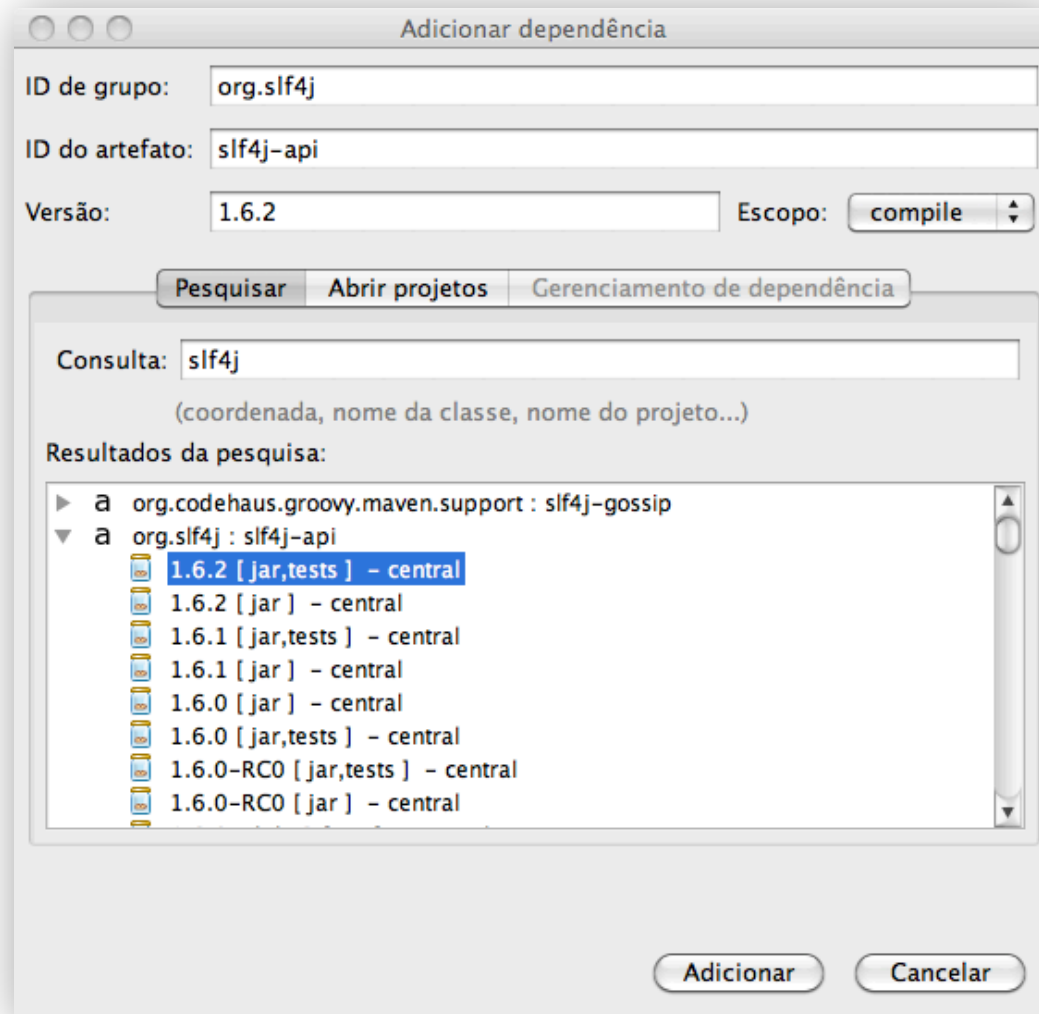 Adicionar dependência
ID de grupo: org.slf4j
ID do artefato: slf4j-api
Versão: 1.6.2 Escopo: compile
Pesquisar Abrir projetos Gerenciamento de dependência
Consulta: slf4j
(coordenada, nome da classe, nome do projeto...)
Resultados da pesquisa:
a org.codehaus.groovy.maven.support : slf4j-gossip
a org.slf4j : slf4j-api
1.6.2 [ jar,tests ] – central
1.6.2 [ jar ] – central
1.6.1 [ jar,tests ] – central
1.6.1 [ jar ] – central
1.6.0 [ jar ] – central
1.6.0 [ jar,tests ] – central
1.6.0-RC0 [ jar,tests ] – central
1.6.0-RC0 [ jar ] – central
Adicionar Cancelar